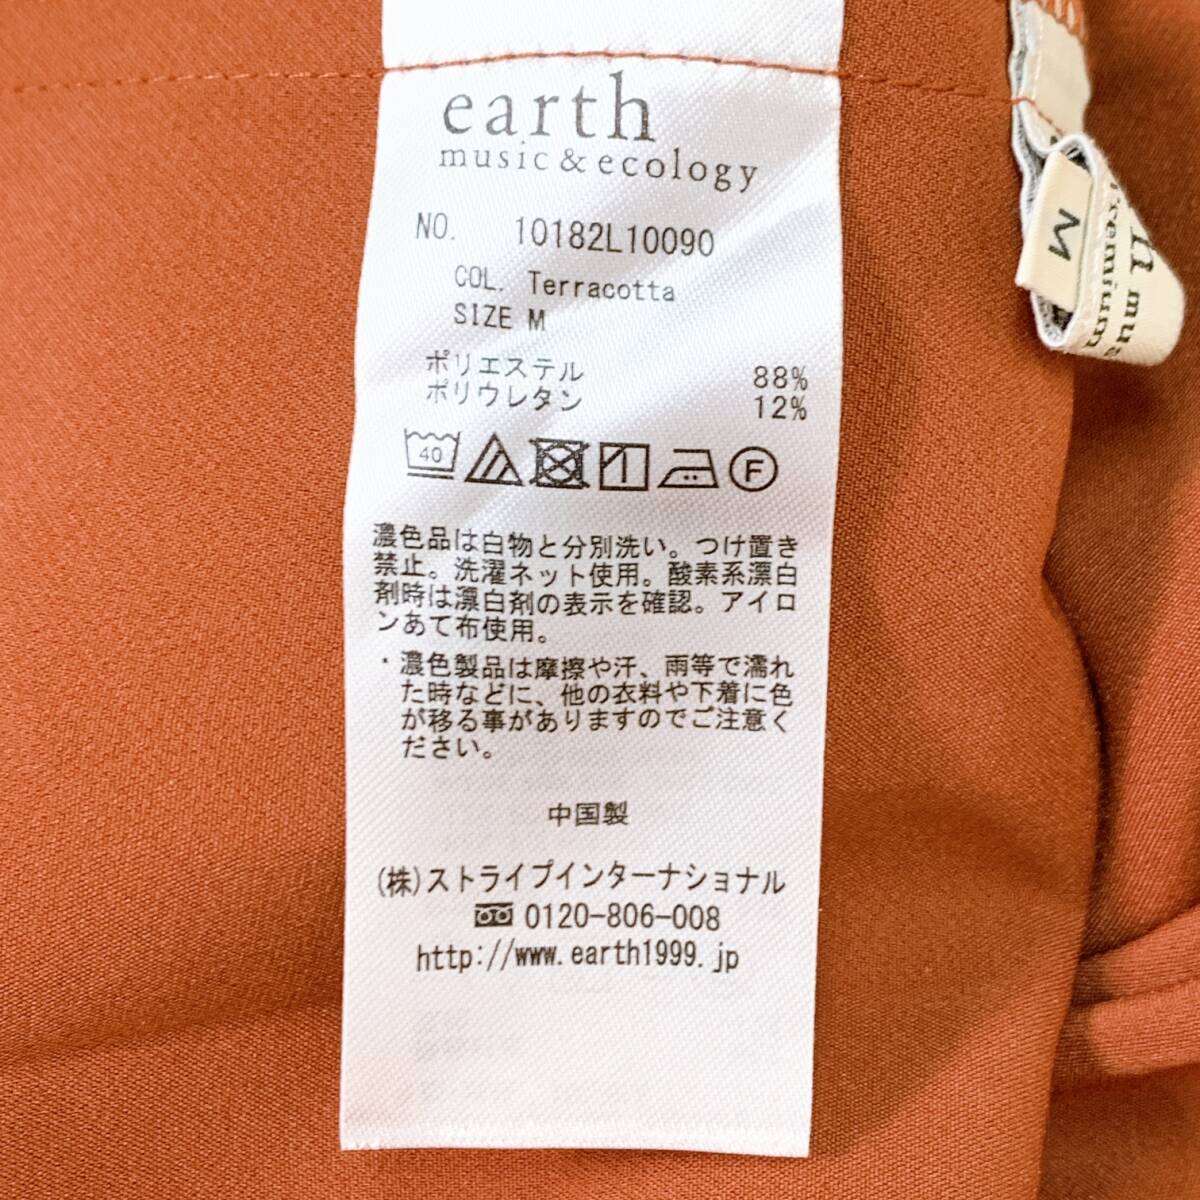 earth
music & ecology
NO. 10182L10090
COL. Terracotta
SIZE M
ポリエステル 88%
ポリウレタン 12%
40
F
濃色品は白物と分別洗い。つけ置き
禁止。洗濯ネット使用。酸素系漂白
剤時は漂白剤の表示を確認。アイロ
ンあて布使用。
・濃色製品は摩擦や汗、雨等で濡れ
た時などに、他の衣料や下着に色
が移る事がありますのでご注意く
ださい。
中国製
(株)ストライプインターナショナル
0120-806-008
http://www.earth1999.jp
M